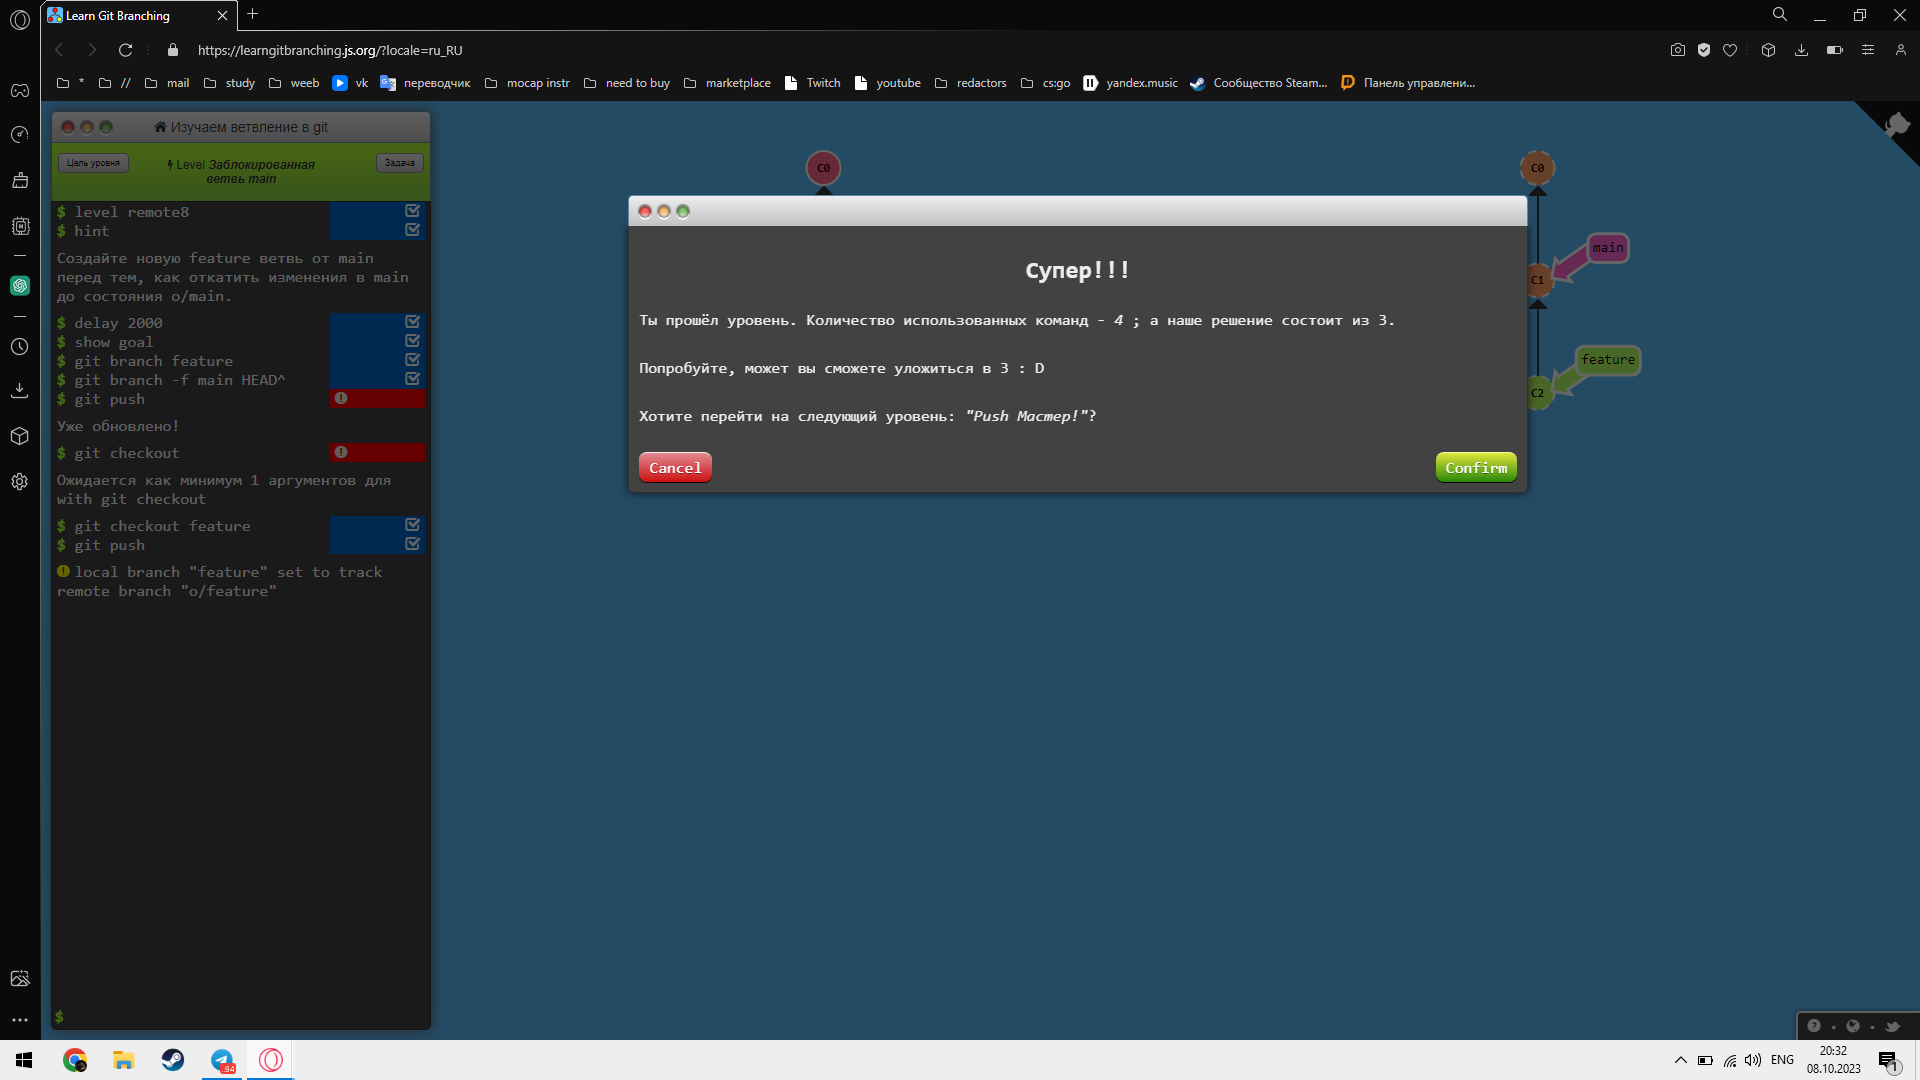 Learn Git Branching
https://learngitbranching.js.org/?locale=ru_RU
* // mail study weeb vk переводчик mocap instr need to buy marketplace Twitch youtube redactors cs:go yandex.music Сообщество Steam... Панель управлени...
Изучаем ветвление в git
Цель уровня
Level Заблокированная
ветвь main
Задача
$ level remote8
$ hint
Создайте новую feature ветвь от main
перед тем, как откатить изменения в main
до состояния o/main.
$ delay 2000
$ show goal
$ git branch feature
$ git branch -f main HEAD^
$ git push
Уже обновлено!
$ git checkout
Ожидается как минимум 1 аргументов для
with git checkout
$ git checkout feature
$ git push
local branch "feature" set to track
remote branch "o/feature"
$
C0
Супер!!!
Ты прошёл уровень. Количество использованных команд - 4 ; а наше решение состоит из 3.
Попробуйте, может вы сможете уложиться в 3 : D
Хотите перейти на следующий уровень: "Push Мастер!"?
Cancel
Confirm
C0
main
C1
feature
C2
94
ENG
20:32
08.10.2023
1